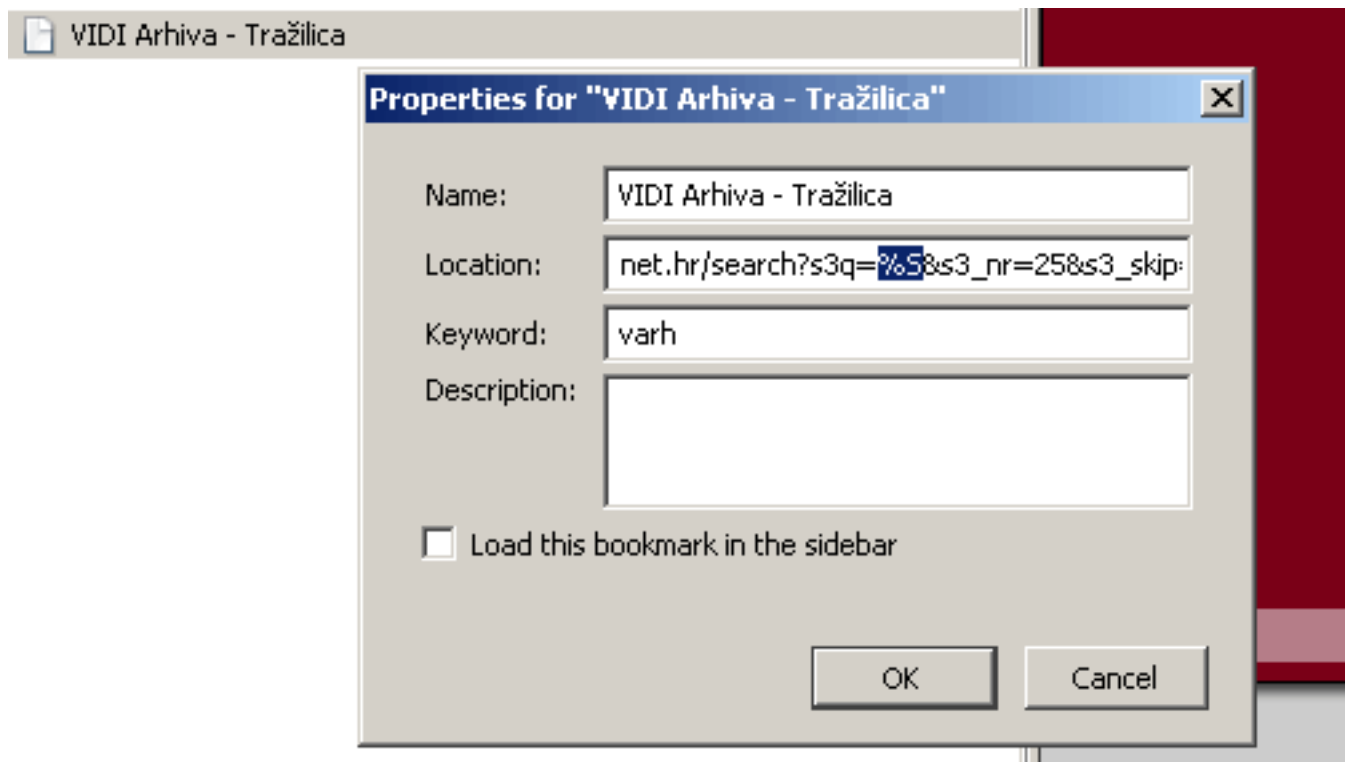 VIDI Arhiva - Tražilica
Properties for "VIDI Arhiva - Tražilica"
Name: VIDI Arhiva - Tražilica
Location: net.hr/search?s3q=%S&s3_nr=25&s3_skip=
Keyword: varh
Description:
Load this bookmark in the sidebar
OK Cancel